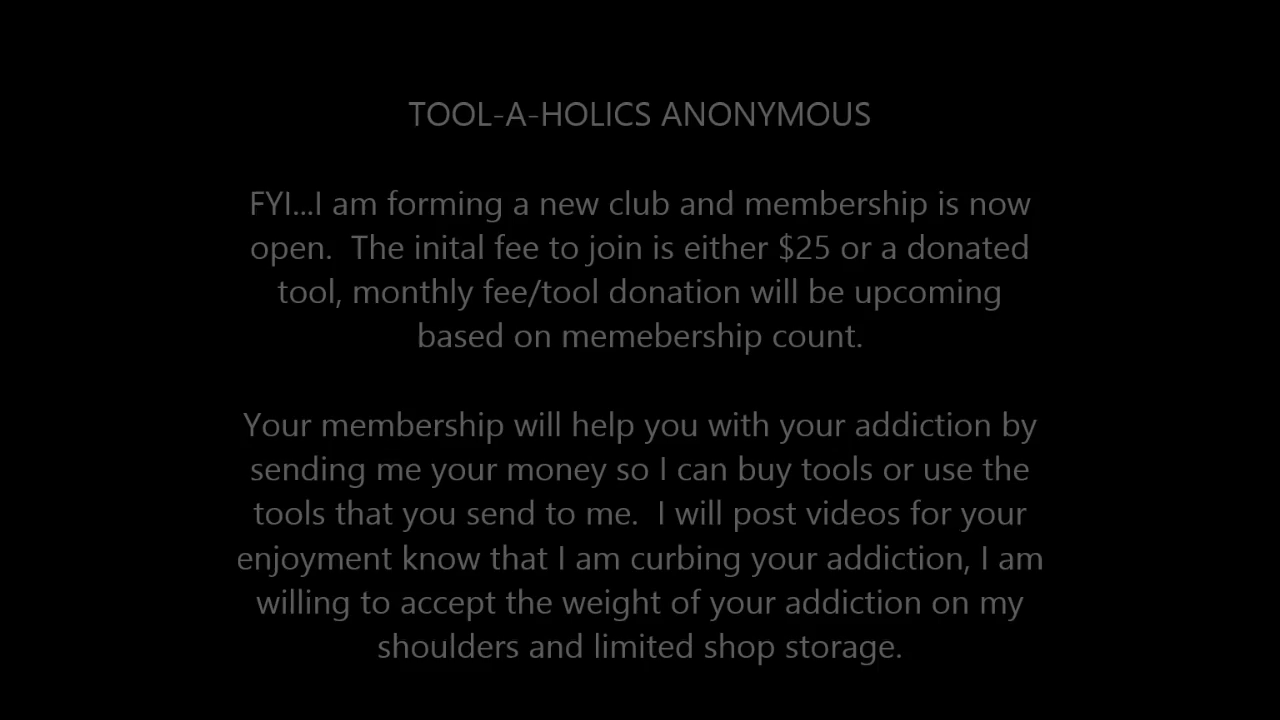 TOOL-A-HOLICS ANONYMOUS
FYI...I am forming a new club and membership is now
open.  The inital fee to join is either $25 or a donated
tool, monthly fee/tool donation will be upcoming
based on memebership count.
Your membership will help you with your addiction by
sending me your money so I can buy tools or use the
tools that you send to me.  I will post videos for your
enjoyment know that I am curbing your addiction, I am
willing to accept the weight of your addiction on my
shoulders and limited shop storage.